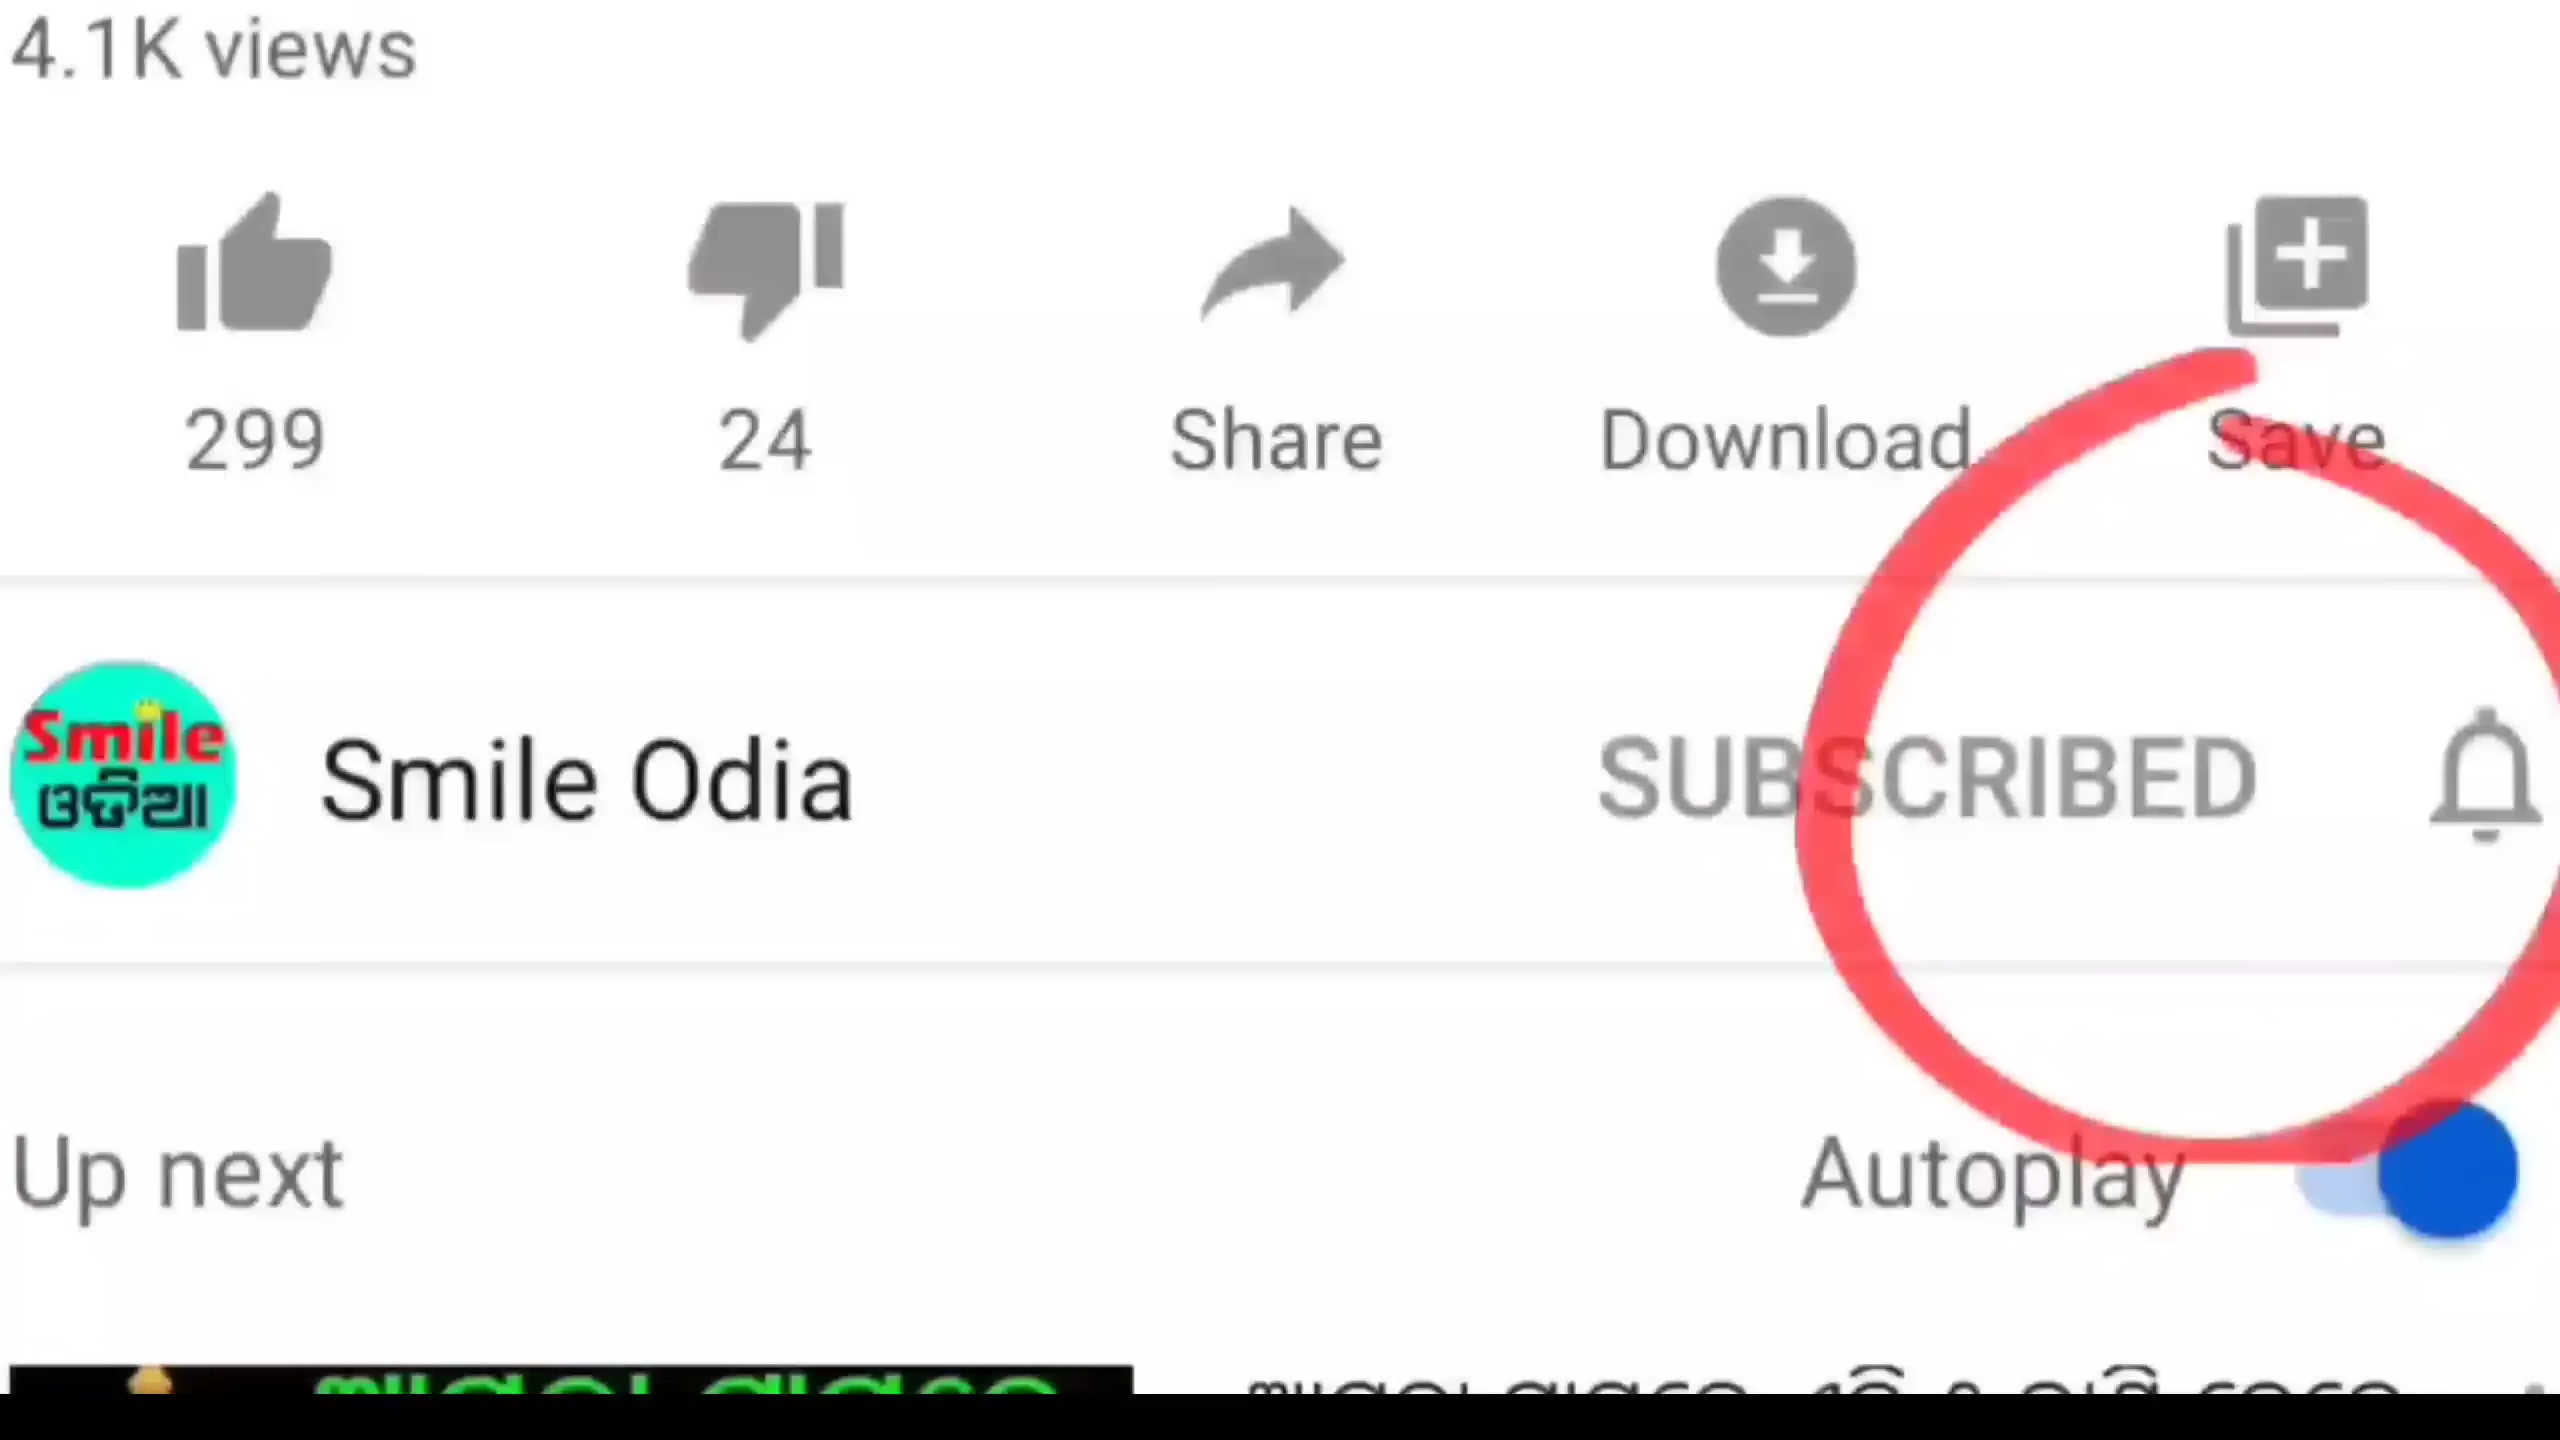 4.1K views
299 24 Share Download Save
Smile
ଓଡିଆ
Smile Odia SUBSCRIBED
Up next Autoplay